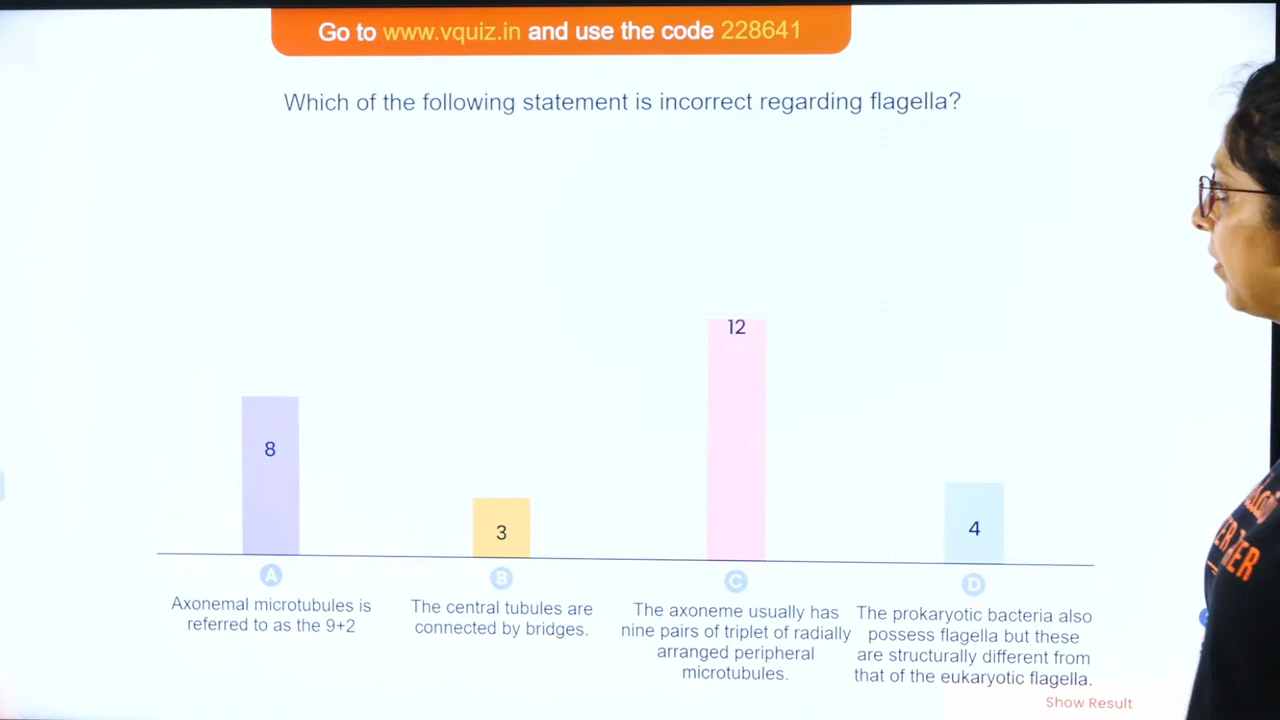 Go to www.vquiz.in and use the code 228641
Which of the following statement is incorrect regarding flagella?
8
3
12
4
A
B
C
D
Axonemal microtubules is
referred to as the 9+2
The central tubules are
connected by bridges.
The axoneme usually has
nine pairs of triplet of radially
arranged peripheral
microtubules.
The prokaryotic bacteria also
possess flagella but these
are structurally different from
that of the eukaryotic flagella.
Show Result